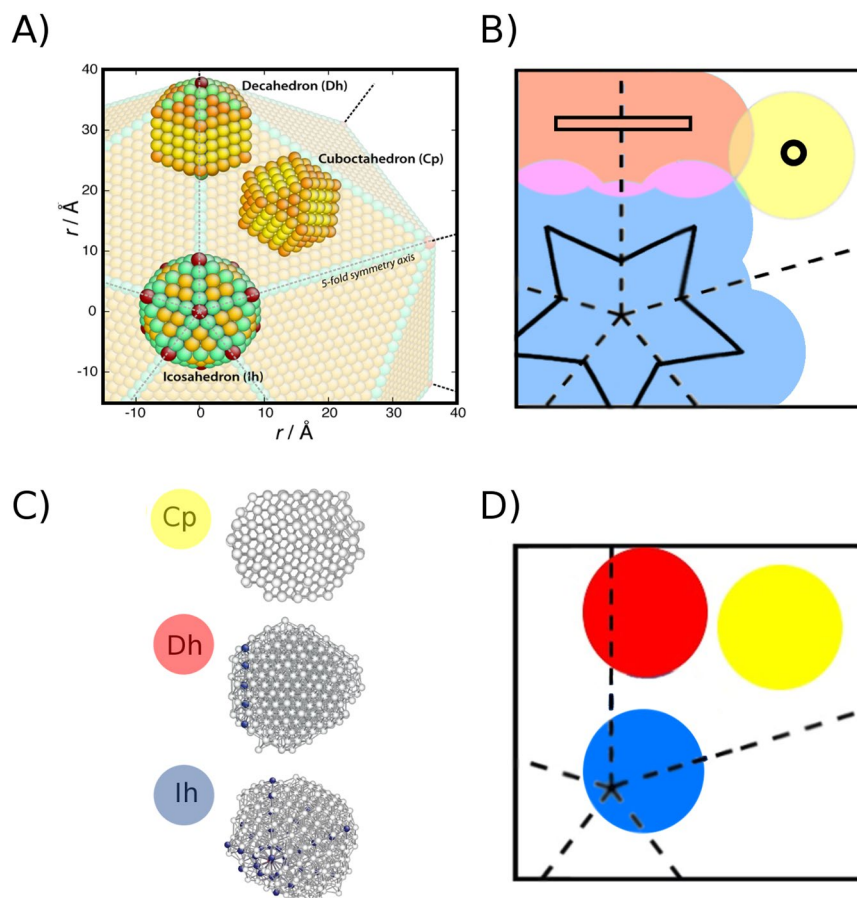 A)
B)
40
30
20
10
0
-10
r / Å
Decahedron (Dh)
Cuboctahedron (Cp)
5-fold symmetry axis
Icosahedron (Ih)
-10 0 10 20 30 40
r / Å
C)
D)
Cp
Dh
Ih